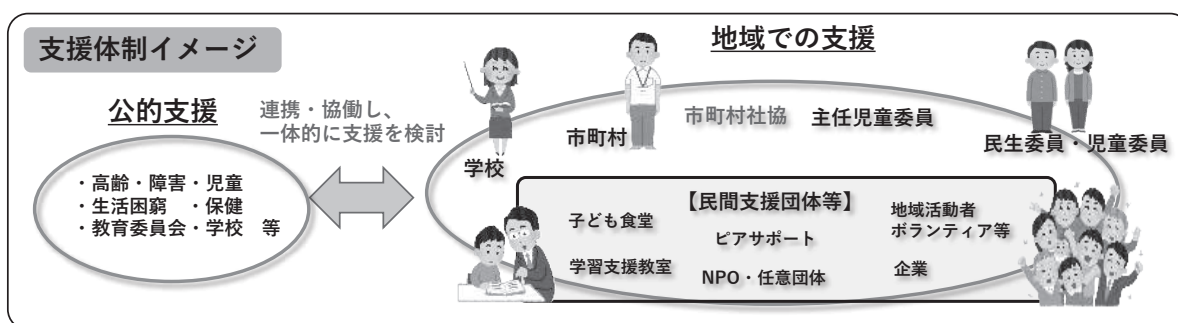 支援体制イメージ
公的支援
・高齢・障害・児童
・生活困窮　・保健
・教育委員会・学校　等
連携・協働し、
一体的に支援を検討
地域での支援
学校
市町村
市町村社協
主任児童委員
民生委員・児童委員
【民間支援団体等】
子ども食堂
ピアサポート
地域活動者
ボランティア等
学習支援教室
NPO・任意団体
企業